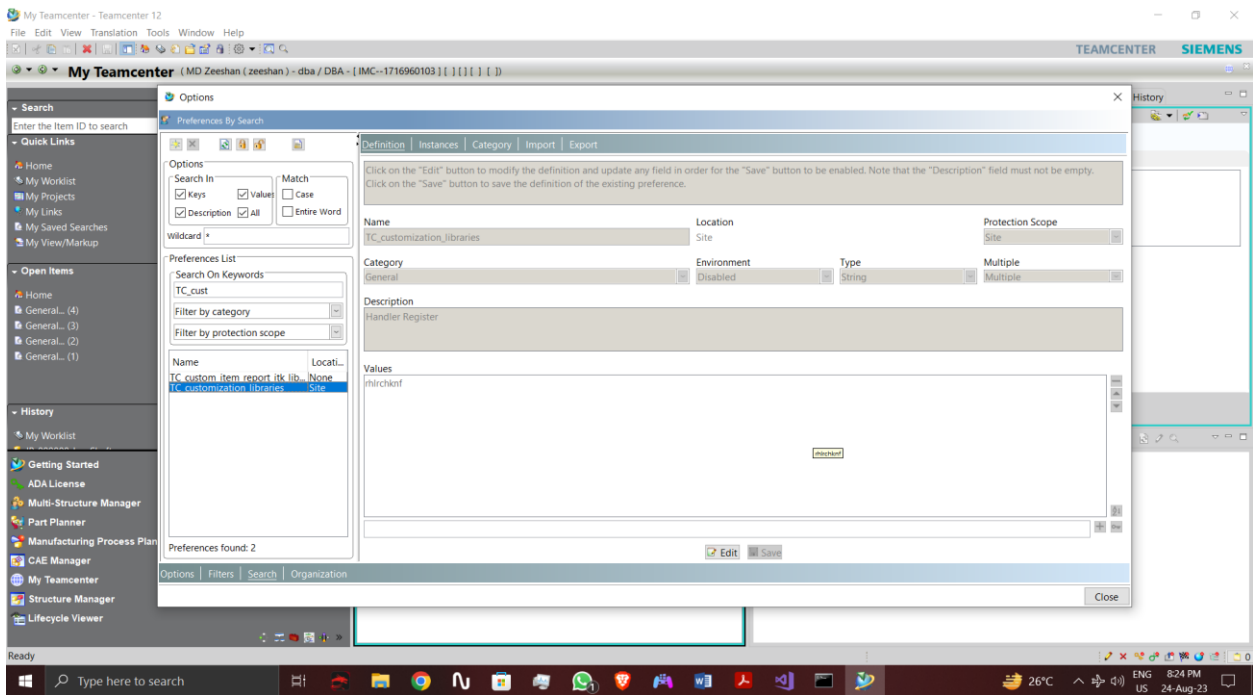 My Teamcenter - Teamcenter 12
File Edit View Translation Tools Window Help
TEAMCENTER SIEMENS
My Teamcenter ( MD Zeeshan ( zeeshan ) - dba / DBA - [ IMC--1716960103 ] [ ] [ ] [ ] [ ])
Search
Enter the Item ID to search
Quick Links
Home
My Worklist
My Projects
My Links
My Saved Searches
My View/Markup
Open Items
Home
General... (4)
General... (3)
General... (2)
General... (1)
History
My Worklist
Getting Started
ADA License
Multi-Structure Manager
Part Planner
Manufacturing Process Plan
CAE Manager
My Teamcenter
Structure Manager
Lifecycle Viewer
Options
Preferences By Search
Options
Search In
Match
Keys Values Case
Description All Entire Word
Wildcard *
Preferences List
Search On Keywords
TC_cust
Filter by category
Filter by protection scope
Name Locati...
TC_custom_item_report_itk_lib... None
TC_customization_libraries Site
Preferences found: 2
Options Filters Search Organization
Definition Instances Category Import Export
Click on the "Edit" button to modify the definition and update any field in order for the "Save" button to be enabled. Note that the "Description" field must not be empty.
Click on the "Save" button to save the definition of the existing preference.
Name Location Protection Scope
TC_customization_libraries Site Site
Category Environment Type Multiple
General Disabled String Multiple
Description
Handler Register
Values
rhlrchknf
rhlrchknf
Edit Save
Close
History
Ready
0
Type here to search
26°C
ENG
US
8:24 PM
24-Aug-23